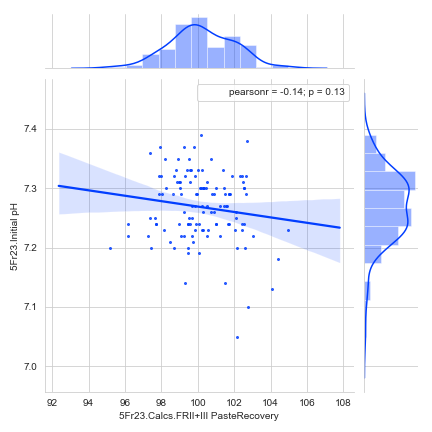 pearsonr = -0.14; p = 0.13
7.4
7.3
7.2
7.1
7.0
5Fr23.Initial pH
92 94 96 98 100 102 104 106 108
5Fr23.Calcs.FRII+III PasteRecovery